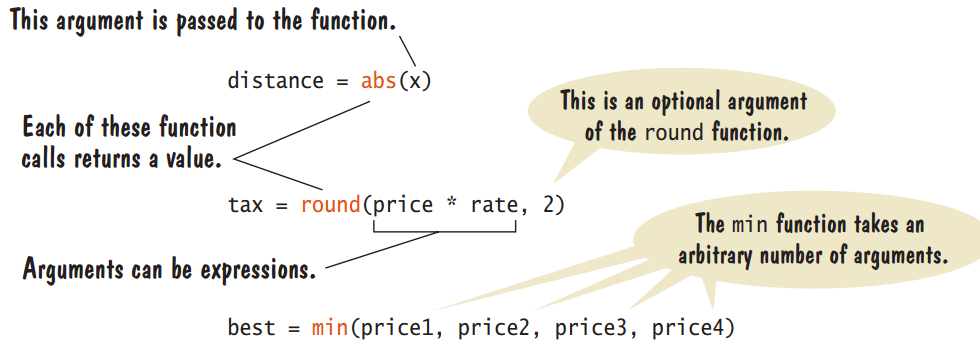 This argument is passed to the function.
distance = abs(x)
This is an optional argument
of the round function.
Each of these function
calls returns a value.
tax = round(price * rate, 2)
The min function takes an
arbitrary number of arguments.
Arguments can be expressions.
best = min(price1, price2, price3, price4)